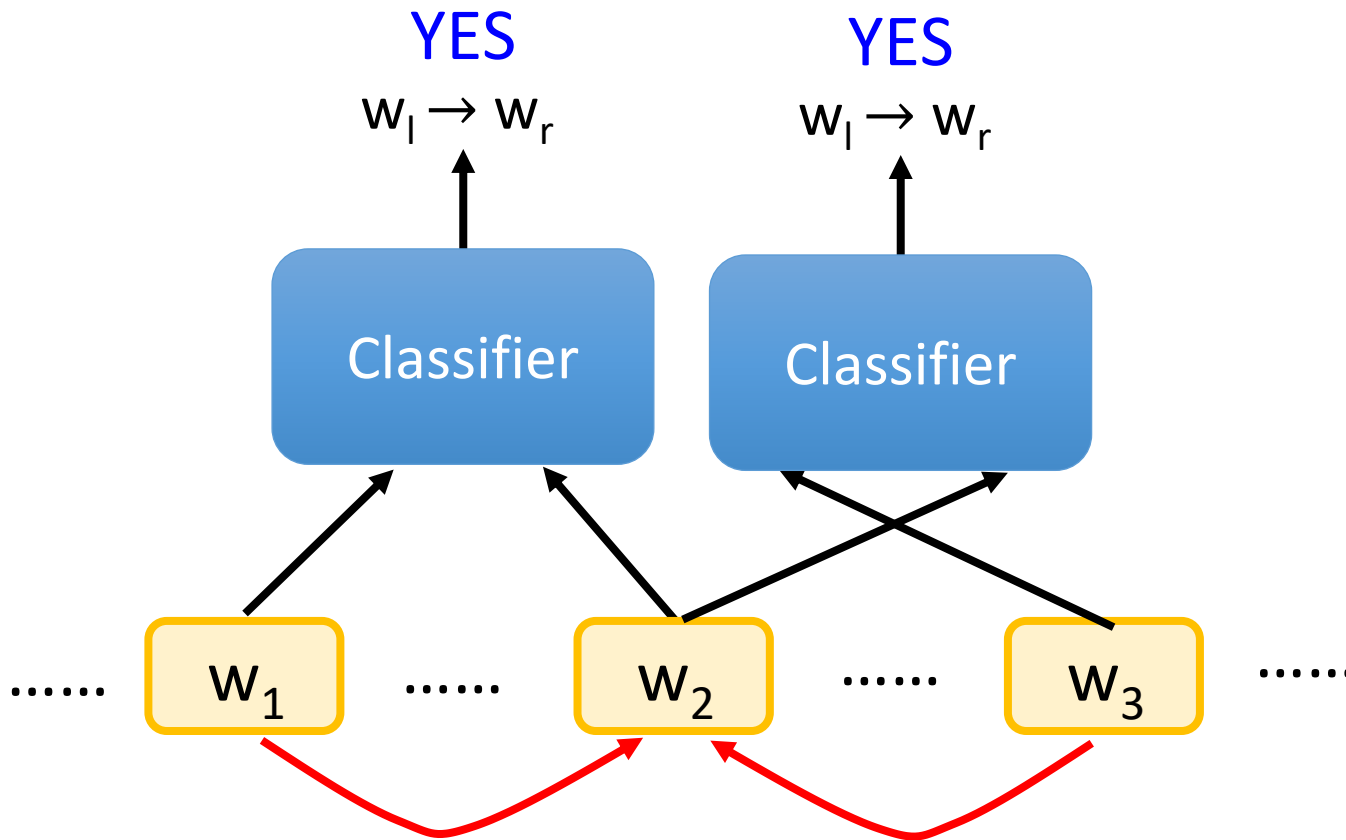 YES YES
wl → wr wl → wr
Classifier Classifier
...... w1 ...... w2 ...... w3 ......